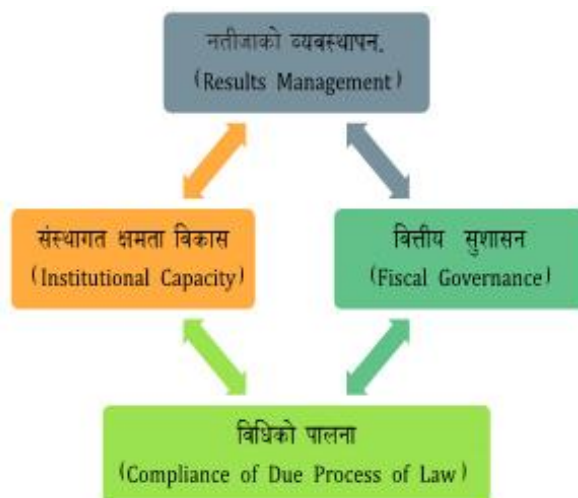 नतीजाको व्यवस्थापन.
(Results Management)
संस्थागत क्षमता विकास
(Institutional Capacity)
वित्तीय सुशासन
(Fiscal Governance)
विधिको पालना
(Compliance of Due Process of Law)